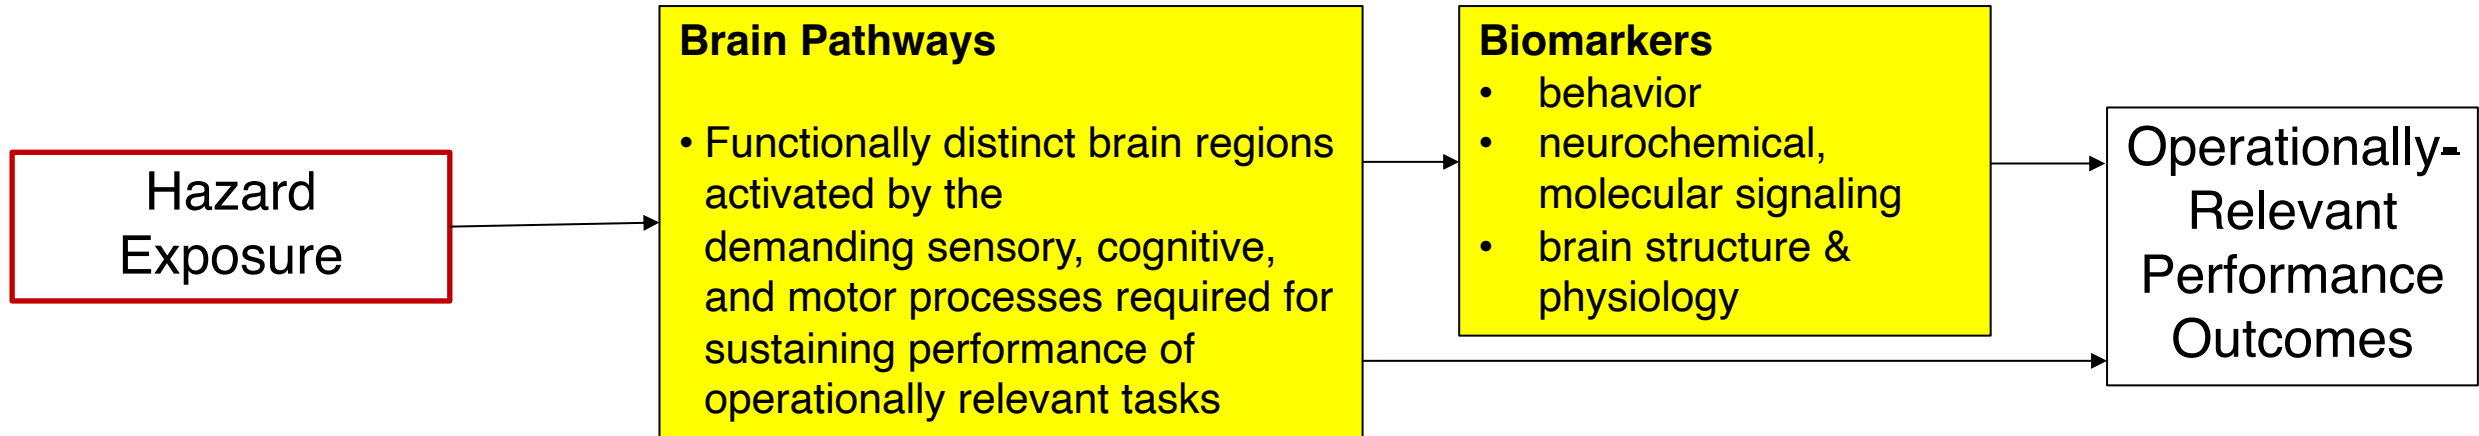 Hazard
Exposure
Brain Pathways
• Functionally distinct brain regions
activated by the
demanding sensory, cognitive,
and motor processes required for
sustaining performance of
operationally relevant tasks
Biomarkers
• behavior
• neurochemical,
molecular signaling
• brain structure &
physiology
Operationally-
Relevant
Performance
Outcomes